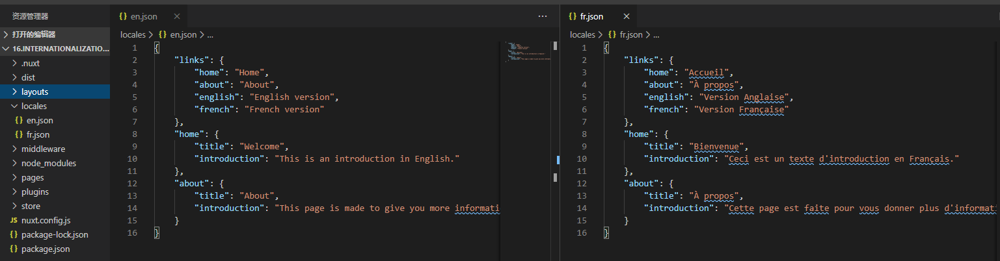 资源管理器
打开的编辑器
16.INTERNATIONALIZATIO...
.nuxt
dist
layouts
locales
{} en.json
{} fr.json
middleware
node_modules
pages
plugins
store
JS nuxt.config.js
{} package-lock.json
{} package.json
{} en.json ×
...
locales > {} en.json > ...
1 {
2 "links": {
3 "home": "Home",
4 "about": "About",
5 "english": "English version",
6 "french": "French version"
7 },
8 "home": {
9 "title": "Welcome",
10 "introduction": "This is an introduction in English."
11 },
12 "about": {
13 "title": "About",
14 "introduction": "This page is made to give you more informati
15 }
16 }
{} fr.json ×
locales > {} fr.json > ...
1 {
2 "links": {
3 "home": "Accueil",
4 "about": "À propos",
5 "english": "Version Anglaise",
6 "french": "Version Française"
7 },
8 "home": {
9 "title": "Bienvenue",
10 "introduction": "Ceci est un texte d'introduction en Français."
11 },
12 "about": {
13 "title": "À propos",
14 "introduction": "Cette page est faite pour vous donner plus d'informat
15 }
16 }